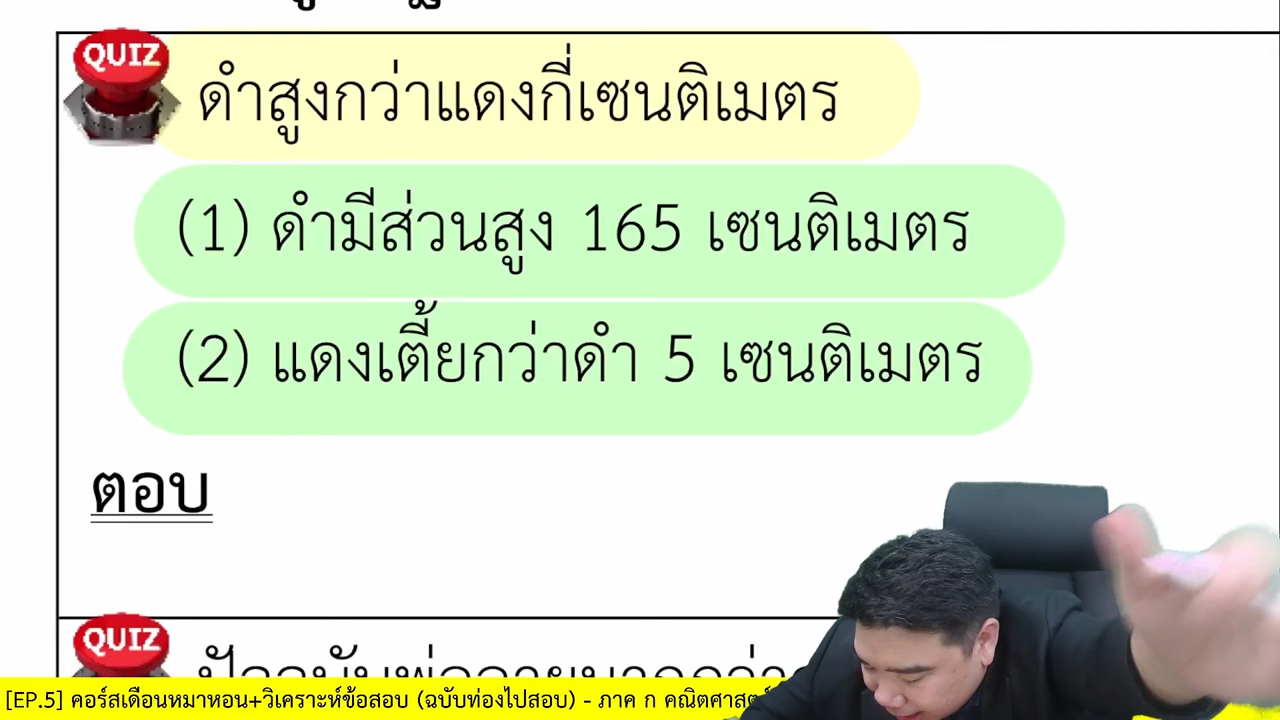 QUIZ
ดำสูงกว่าแดงกี่เซนติเมตร
(1) ดำมีส่วนสูง 165 เซนติเมตร
(2) แดงเตี้ยกว่าดำ 5 เซนติเมตร
ตอบ
QUIZ
[EP.5] คอร์สเดือนหมาหอน+วิเคราะห์ข้อสอบ (ฉบับท่องไปสอบ) - ภาค ก คณิตศาสตร์